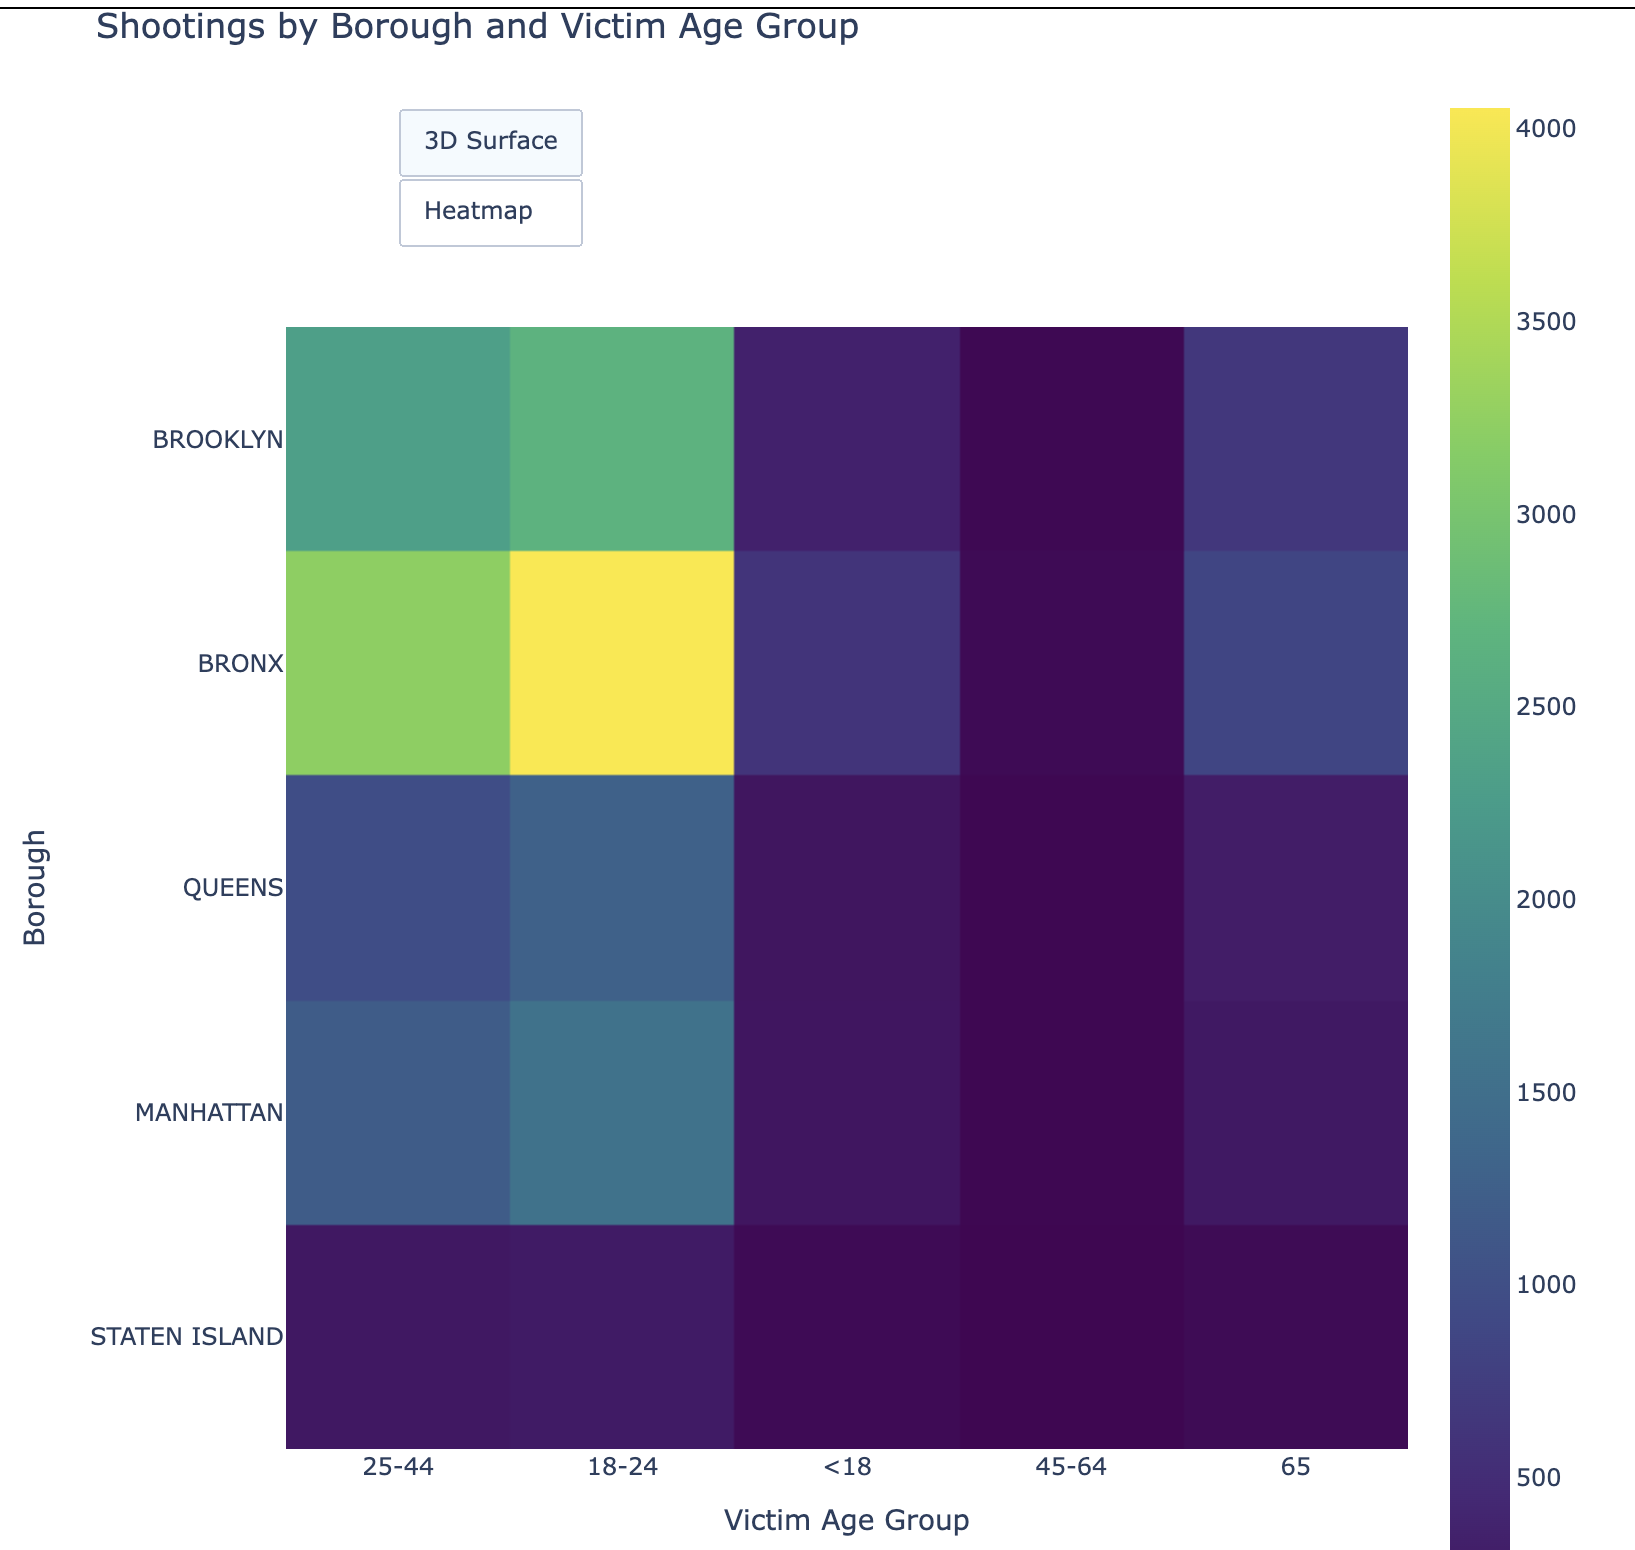 Shootings by Borough and Victim Age Group
3D Surface
Heatmap
4000
3500
3000
2500
2000
1500
1000
500
BROOKLYN
BRONX
QUEENS
MANHATTAN
STATEN ISLAND
Borough
25-44 18-24 <18 45-64 65
Victim Age Group